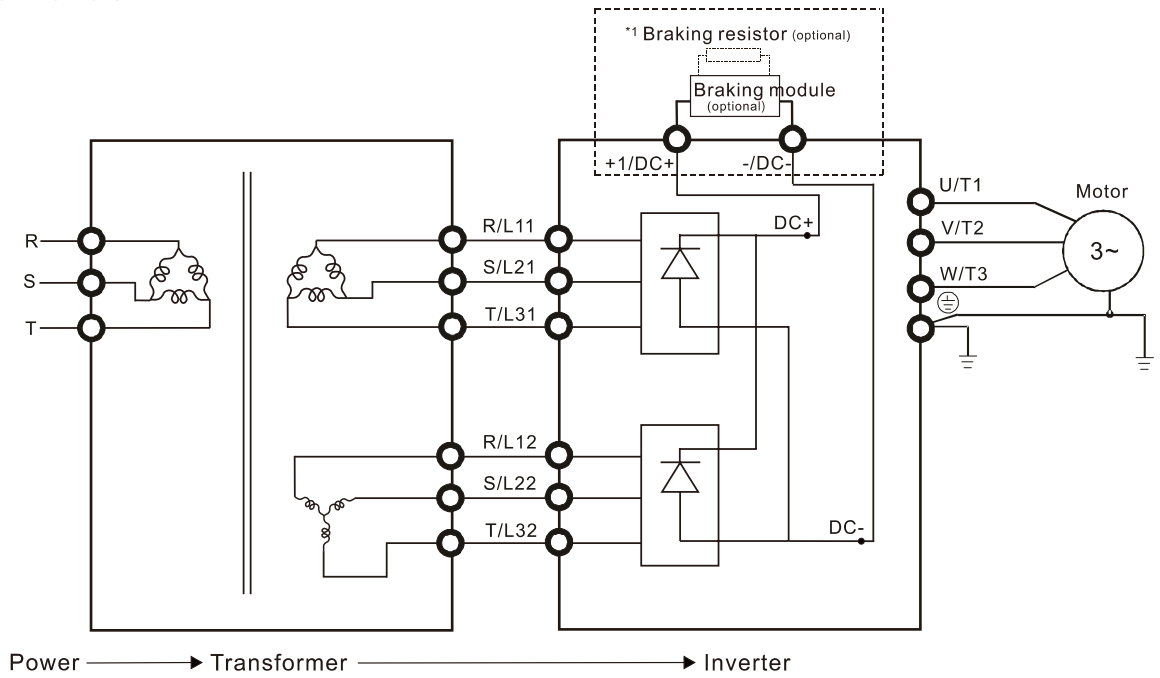 *1 Braking resistor (optional)
Braking module
(optional)
+1/DC+
-/DC-
R
S
T
R/L11
S/L21
T/L31
R/L12
S/L22
T/L32
DC+
DC-
U/T1
V/T2
W/T3
Motor
3~
Power
Transformer
Inverter